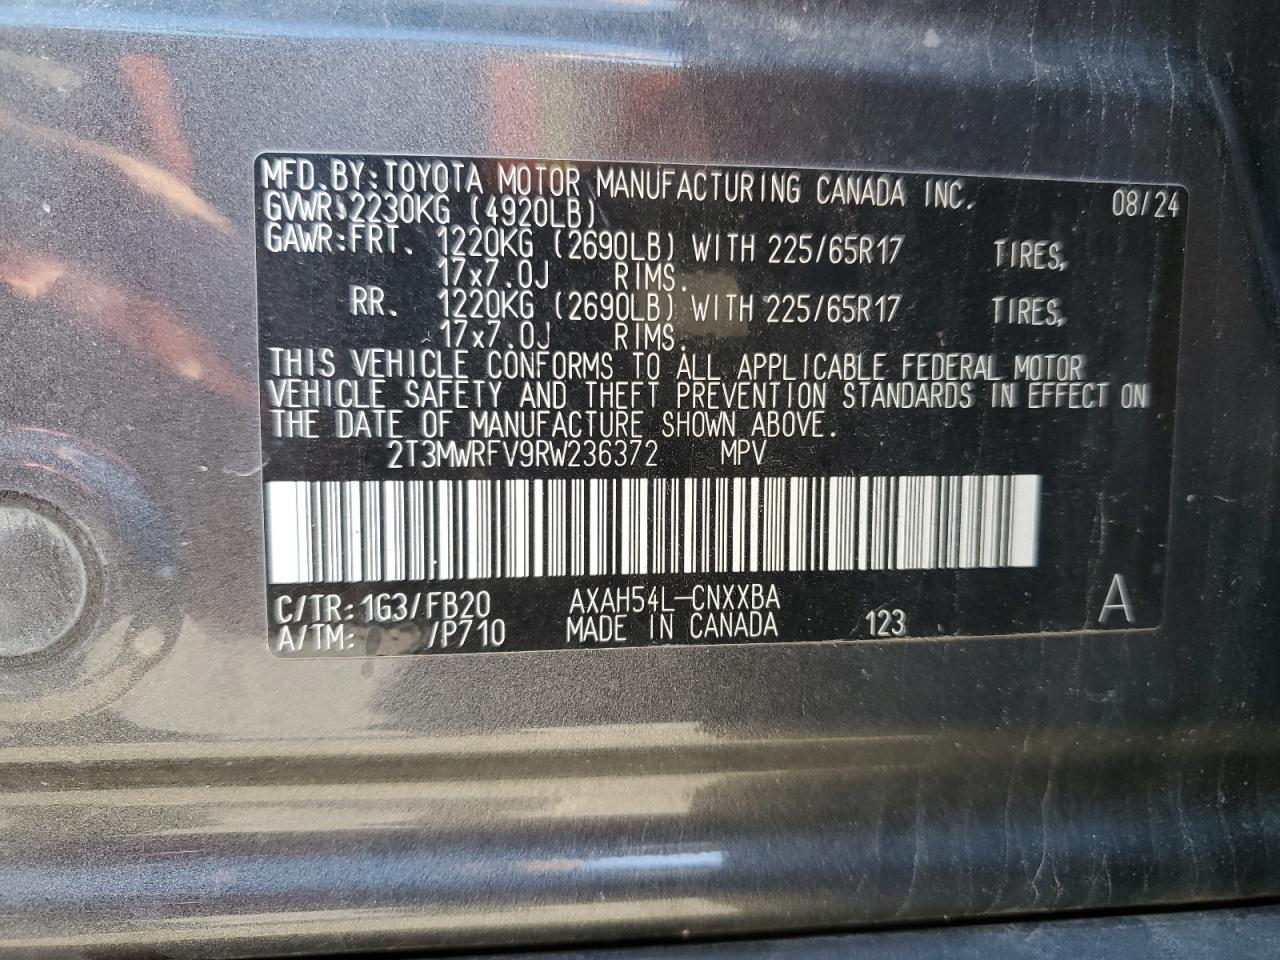 MFD.BY:TOYOTA MOTOR MANUFACTURING CANADA INC. 08/24
GVWR:2230KG (4920LB)
GAWR:FRT. 1220KG (2690LB) WITH 225/65R17 TIRES,
17x7.0J RIMS.
RR. 1220KG (2690LB) WITH 225/65R17 TIRES,
17x7.0J RIMS.
THIS VEHICLE CONFORMS TO ALL APPLICABLE FEDERAL MOTOR
VEHICLE SAFETY AND THEFT PREVENTION STANDARDS IN EFFECT ON
THE DATE OF MANUFACTURE SHOWN ABOVE.
2T3MWRFV9RW236372 MPV
C/TR:1G3/FB20 AXAH54L-CNXXBA A
A/TM: /P710 MADE IN CANADA 123